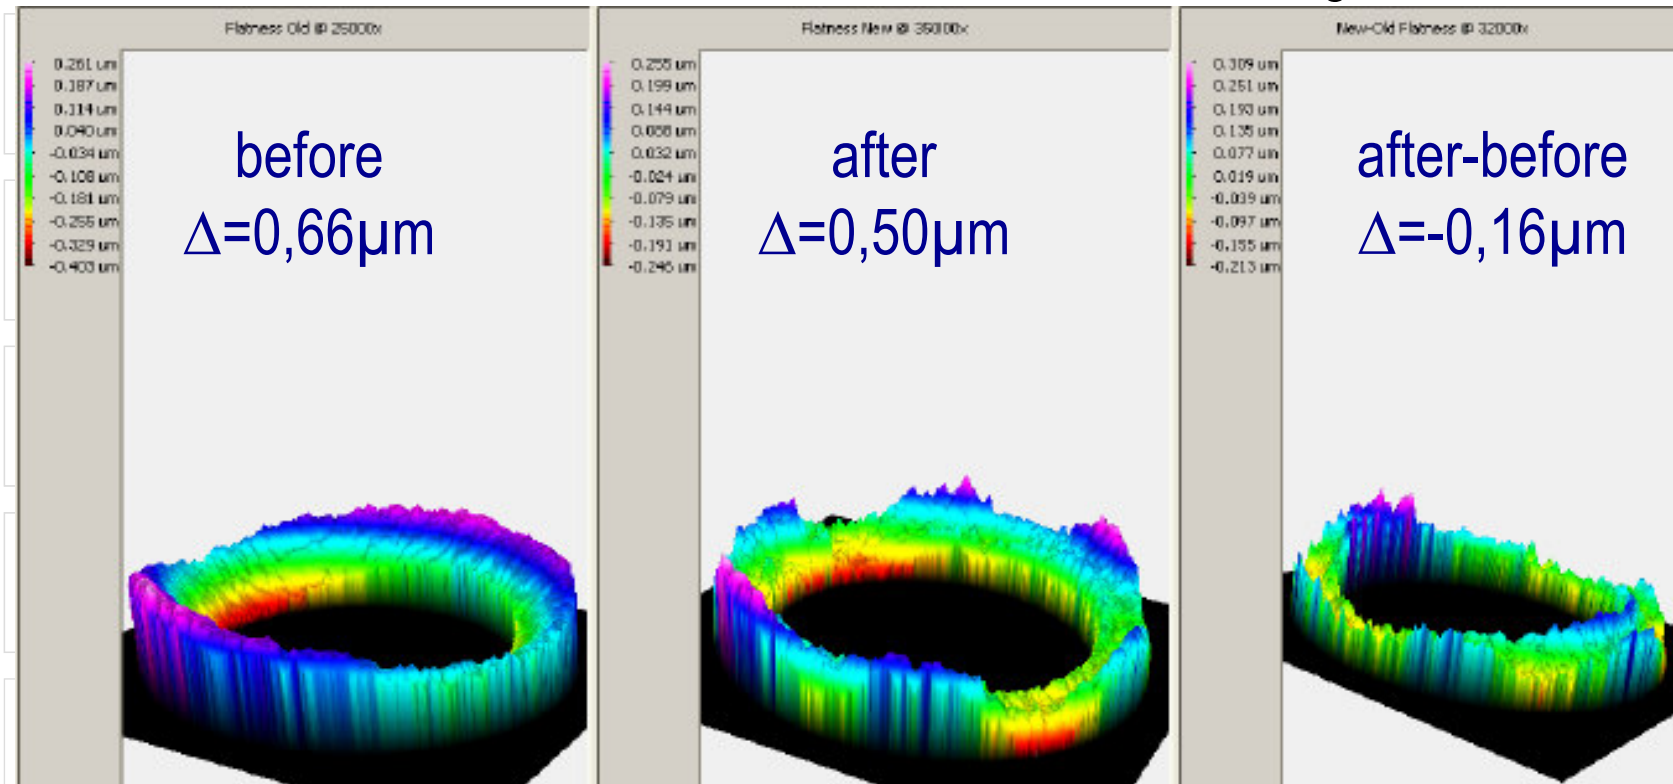 Flatness Old @ 25000x
0.261 um
0.187 um
0.114 um
0.040 um
-0.034 um
-0.108 um
-0.181 um
-0.255 um
-0.329 um
-0.403 um
before
Δ=0,66µm
Flatness New @ 35000x
0.255 um
0.199 um
0.144 um
0.088 um
0.032 um
-0.024 um
-0.079 um
-0.135 um
-0.191 um
-0.246 um
after
Δ=0,50µm
New-Old Flatness @ 32000x
0.309 um
0.251 um
0.193 um
0.135 um
0.077 um
0.019 um
-0.039 um
-0.097 um
-0.155 um
-0.213 um
after-before
Δ=-0,16µm